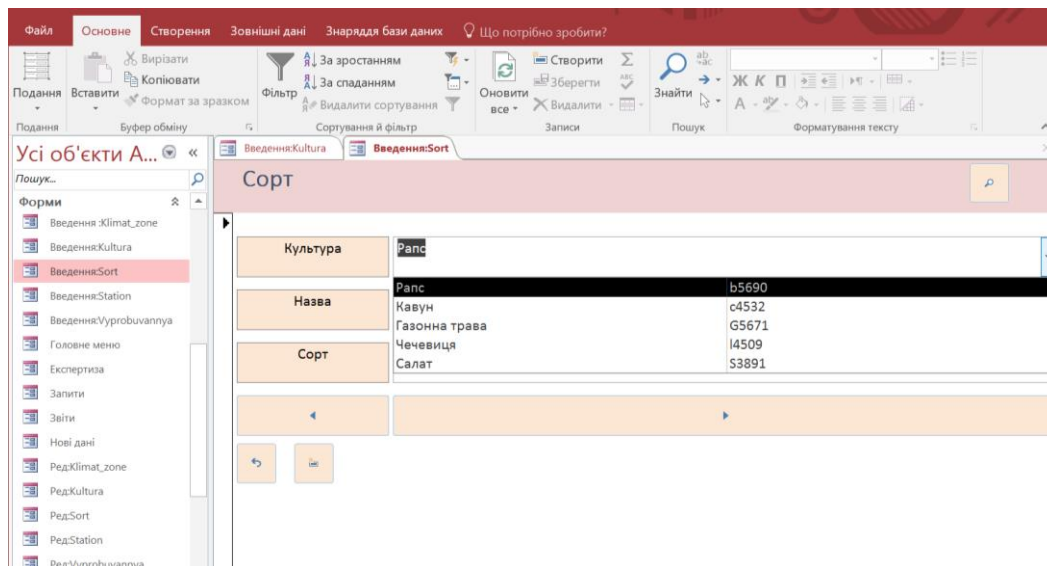 Файл Основне Створення Зовнішні дані Знаряддя бази даних Що потрібно зробити?
Подання
Вставити
Вирізати
Копіювати
Формат за зразком
Фільтр
За зростанням
За спаданням
Видалити сортування
Оновити все
Створити
Зберегти
Видалити
Знайти
Ж К П
Подання Буфер обміну Сортування й фільтр Записи Пошук Форматування тексту
Усі об'єкти A...
Пошук...
Форми
Введення :Klimat_zone
Введення:Kultura
Введення:Sort
Введення:Station
Введення:Vyprobuvannya
Головне меню
Експертиза
Запити
Звіти
Нові дані
Ред:Klimat_zone
Ред:Kultura
Ред:Sort
Ред:Station
Ред:Vyprobuvannya
Введення:Kultura Введення:Sort
Сорт
Культура Рапс
Назва
Сорт
Рапс b5690
Кавун c4532
Газонна трава G5671
Чечевиця l4509
Салат S3891